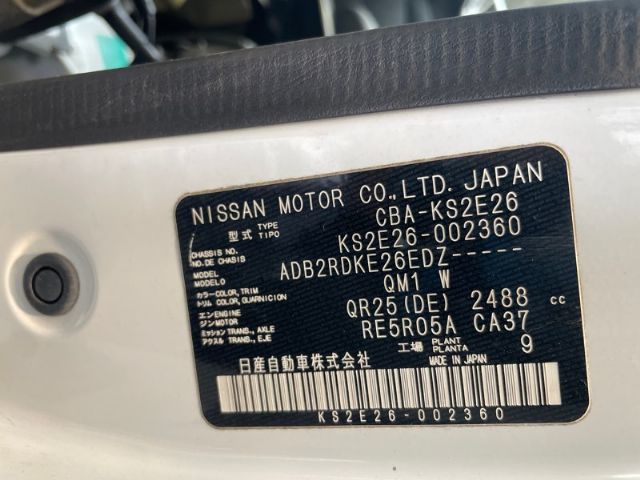 NISSAN MOTOR CO.,LTD. JAPAN
型式 TYPE TIPO CBA-KS2E26
CHASSIS NO. NO. DE CHASIS KS2E26-002360
MODEL MODELO ADB2RDKE26EDZ-----
カラー COLOR, TRIM トリム COLOR, GUARNICION QM1 W
エンジン ENGINE MOTOR QR25(DE) 2488 cc
ミッション TRANS., AXLE アクスル TRANS., EJE RE5R05A CA37
工場 PLANT PLANTA 9
日産自動車株式会社 MADE IN JAPAN
KS2E26-002360